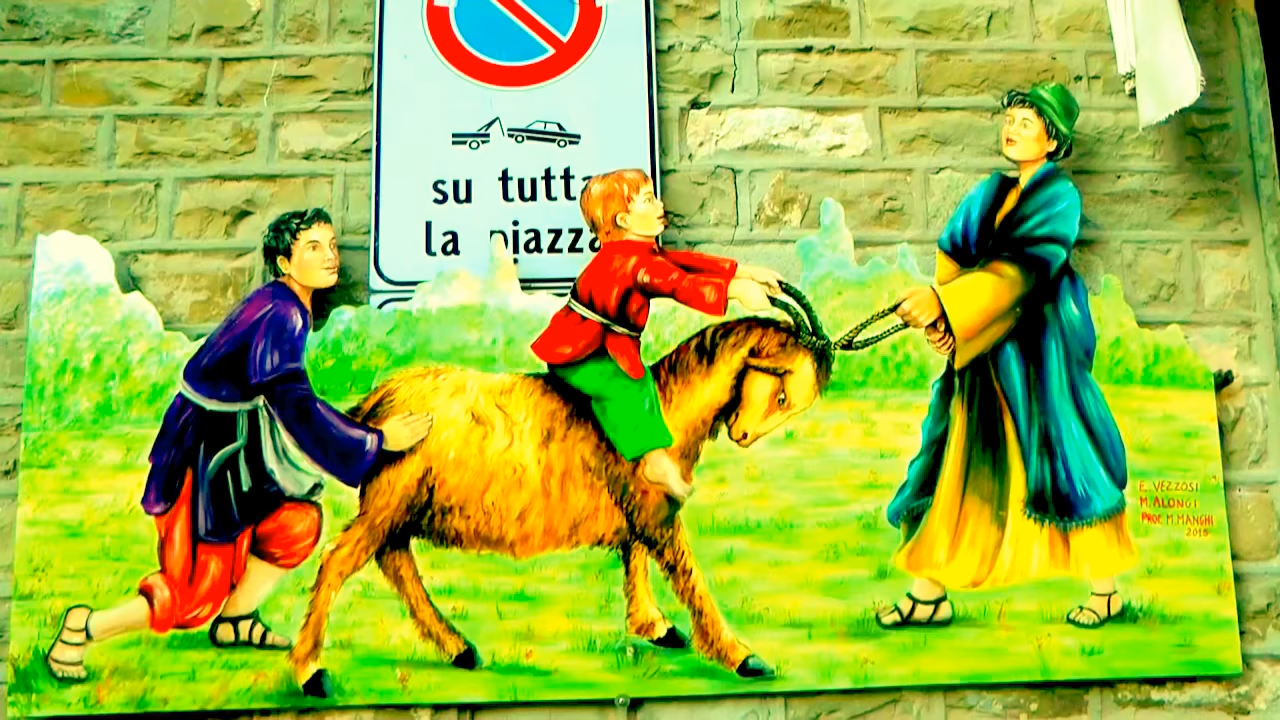 su tutta
la piazza
E. VEZZOSI
M. ALONGI
PROF. M. MANGHI
2015